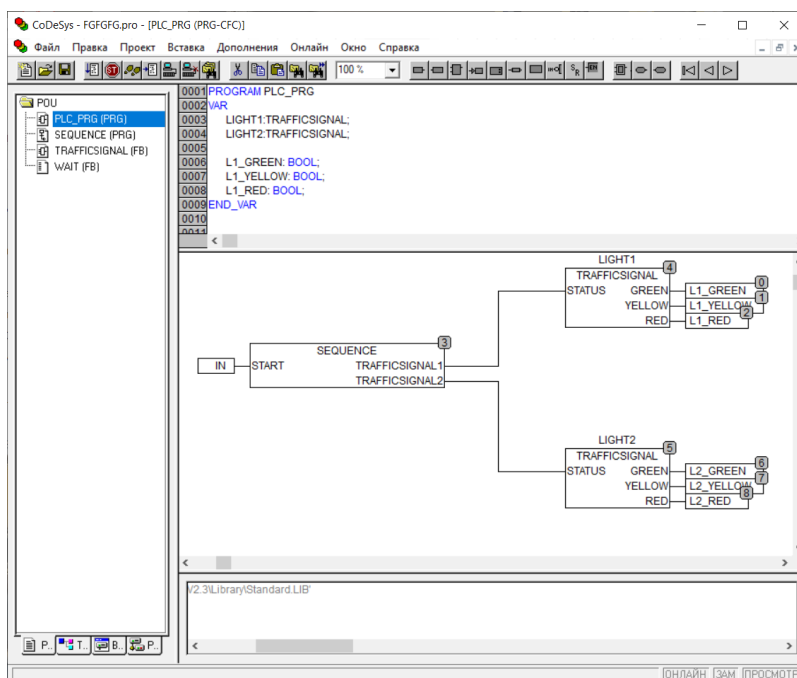 CoDeSys - FGFGFG.pro - [PLC_PRG (PRG-CFC)]
Файл Правка Проект Вставка Дополнения Онлайн Окно Справка
100 %
POU
PLC_PRG (PRG)
SEQUENCE (PRG)
TRAFFICSIGNAL (FB)
WAIT (FB)
0001 PROGRAM PLC_PRG
0002 VAR
0003 LIGHT1:TRAFFICSIGNAL;
0004 LIGHT2:TRAFFICSIGNAL;
0005
0006 L1_GREEN: BOOL;
0007 L1_YELLOW: BOOL;
0008 L1_RED: BOOL;
0009 END_VAR
0010
0011
LIGHT1
4
TRAFFICSIGNAL
0
STATUS GREEN L1_GREEN
1
YELLOW L1_YELLOW
2
RED L1_RED
3
SEQUENCE
IN START TRAFFICSIGNAL1
TRAFFICSIGNAL2
LIGHT2
5
TRAFFICSIGNAL
6
STATUS GREEN L2_GREEN
7
YELLOW L2_YELLOW
8
RED L2_RED
V2.3\Library\Standard.LIB'
P.. T.. B.. P..
ОНЛАЙН ЗАМ ПРОСМОТР